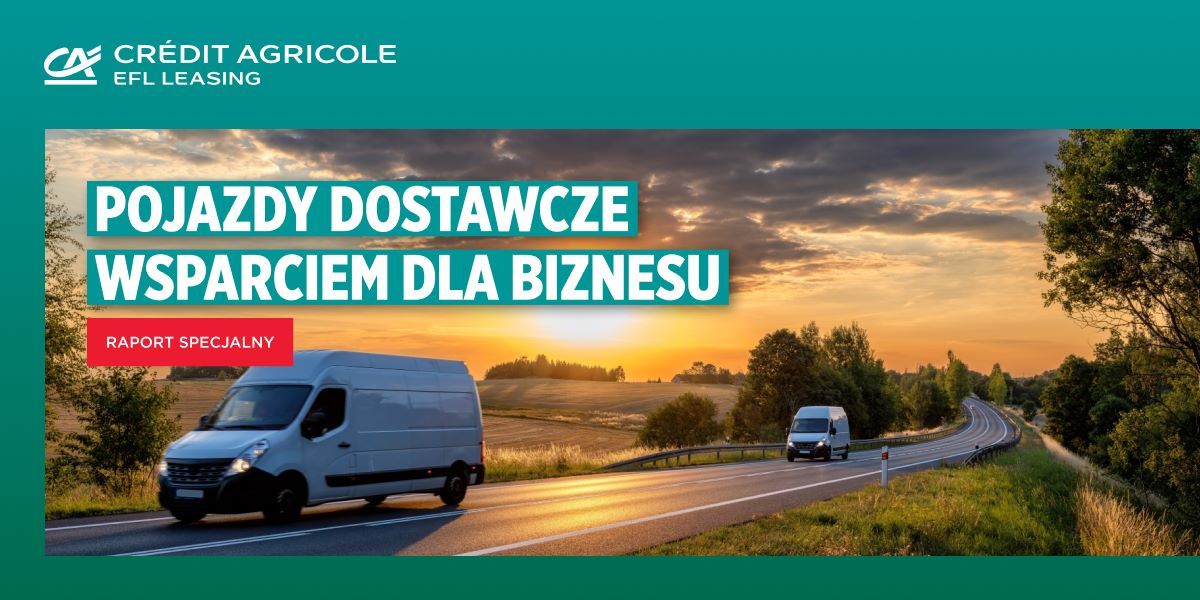 CRÉDIT AGRICOLE
EFL LEASING
POJAZDY DOSTAWCZE
WSPARCIEM DLA BIZNESU
RAPORT SPECJALNY